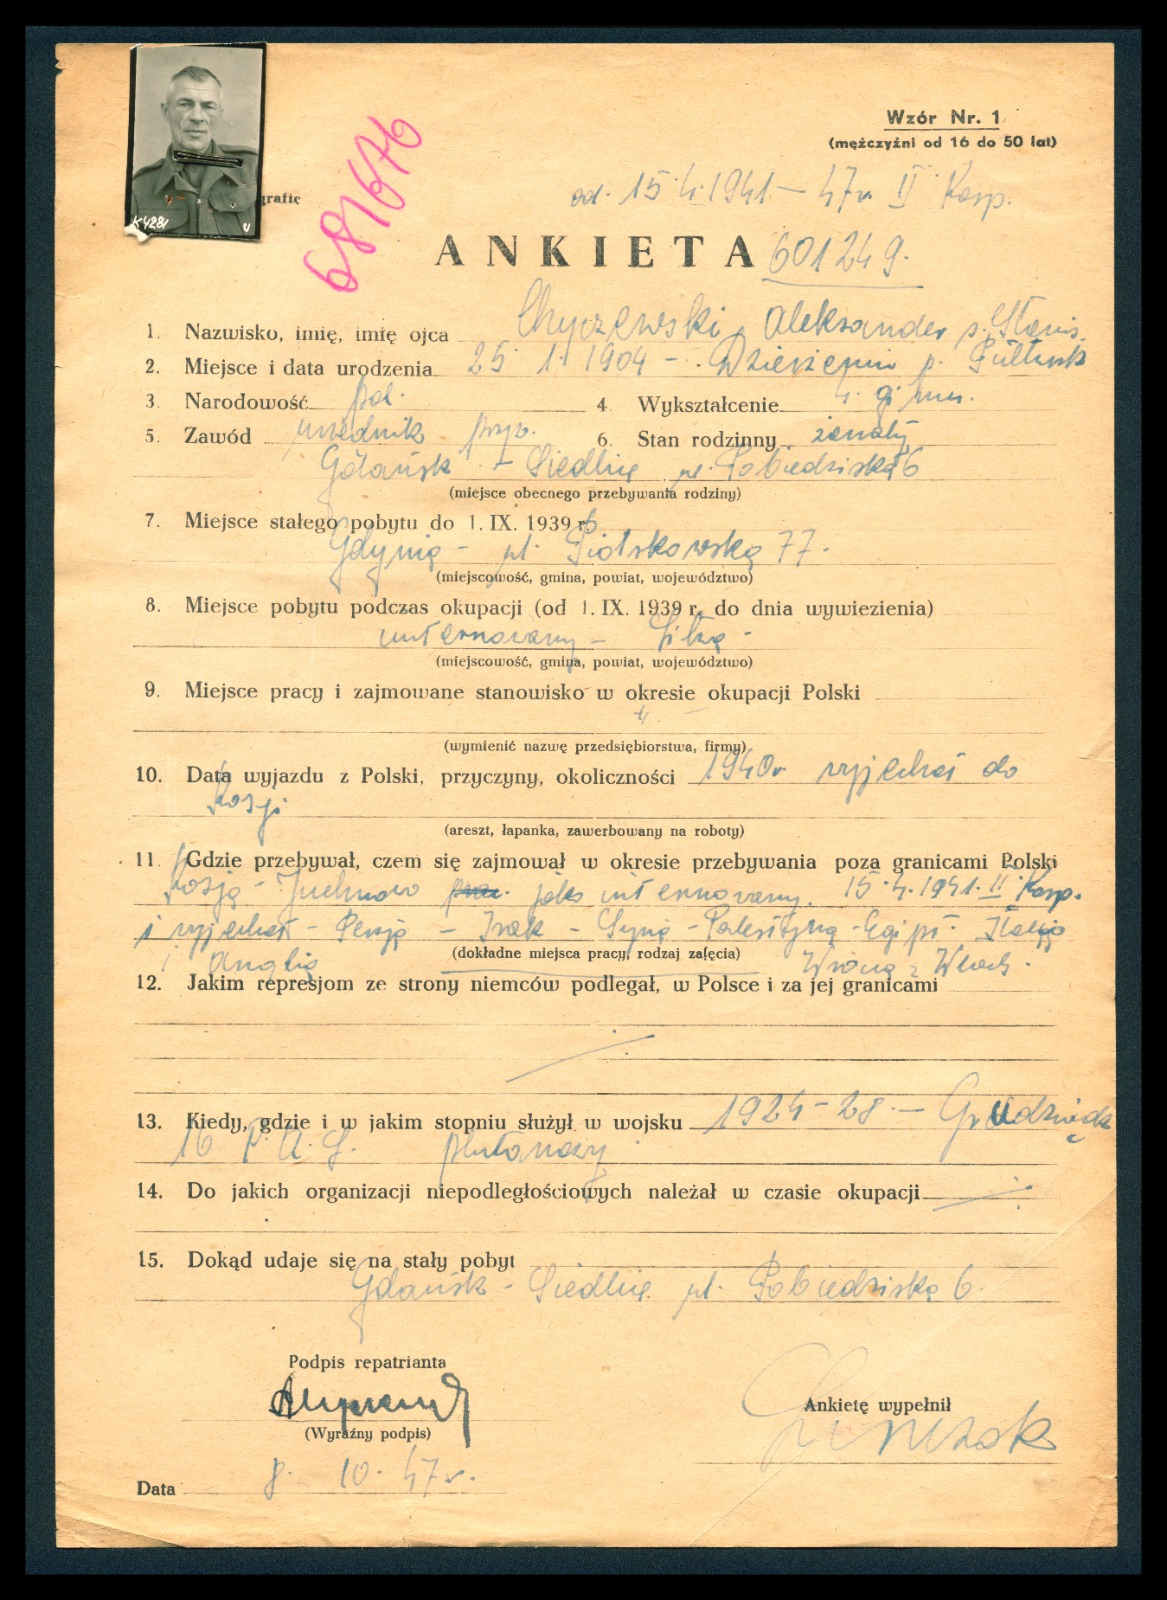 Wzór Nr. 1
(mężczyźni od 16 do 50 lat)
K4281
grafię
681676
od. 15.4.1941 – 47r. II Korp.
ANKIETA 601249.
1. Nazwisko, imię, imię ojca Chyczewski Aleksander s. Stanis.
2. Miejsce i data urodzenia 25 1. 1904 – p. Pułtusk
3. Narodowość pol. 4. Wykształcenie 4. gimn.
5. Zawód urzędnik pryw. 6. Stan rodzinny żonaty
Gdańsk – Siedlice ul. Pobiedziska 6
(miejsce obecnego przebywania rodziny)
7. Miejsce stałego pobytu do 1. IX. 1939 r.
Gdynia – ul. 77.
(miejscowość, gmina, powiat, województwo)
8. Miejsce pobytu podczas okupacji (od 1. IX. 1939 r. do dnia wywiezienia)
internowany – Litwa –
(miejscowość, gmina, powiat, województwo)
9. Miejsce pracy i zajmowane stanowisko w okresie okupacji Polski
(wymienić nazwę przedsiębiorstwa, firmy)
10. Data wyjazdu z Polski, przyczyny, okoliczności 1940r wyjechał do
Rosji
(areszt, łapanka, zawerbowany na roboty)
11. Gdzie przebywał, czem się zajmował w okresie przebywania poza granicami Polski
Rosja – Juchnowo jako internowany. 15.4.1941. II Korp.
i wyjechał – Persja – Irak – Syria – Palestyna – Egipt – Italia
i Anglia (dokładne miejsca pracy, rodzaj zajęcia) Wraca z Włoch.
12. Jakim represjom ze strony niemców podlegał, w Polsce i za jej granicami
13. Kiedy, gdzie i w jakim stopniu służył w wojsku 1924 – 28 – Grudziądz
16 P.A.L. plutonowy
14. Do jakich organizacji niepodległościowych należał w czasie okupacji
15. Dokąd udaje się na stały pobyt
Gdańsk – Siedlice ul. Pobiedziska 6.
Podpis repatrianta
(Wyraźny podpis)
Ankietę wypełnił
Data 8. 10. 47r.